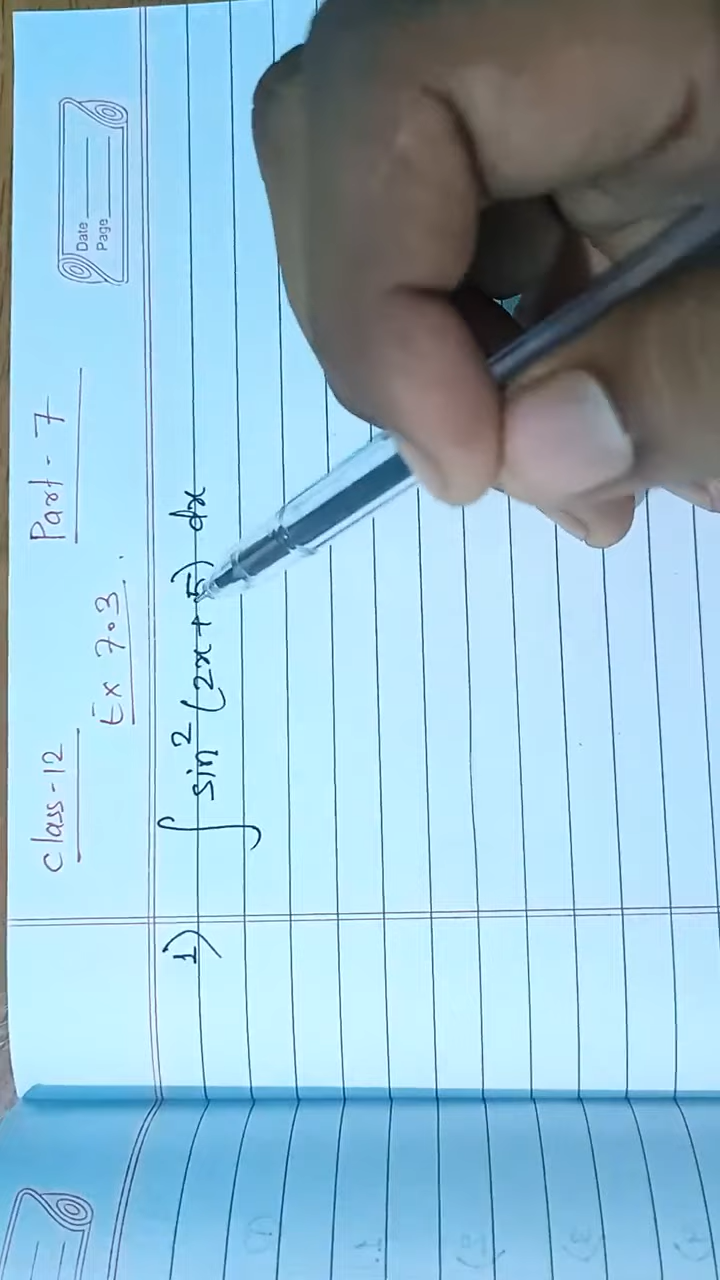 Date
Page
Class-12 Part-7
Ex 7.3.
1) ∫ sin² (2x + 5) dx